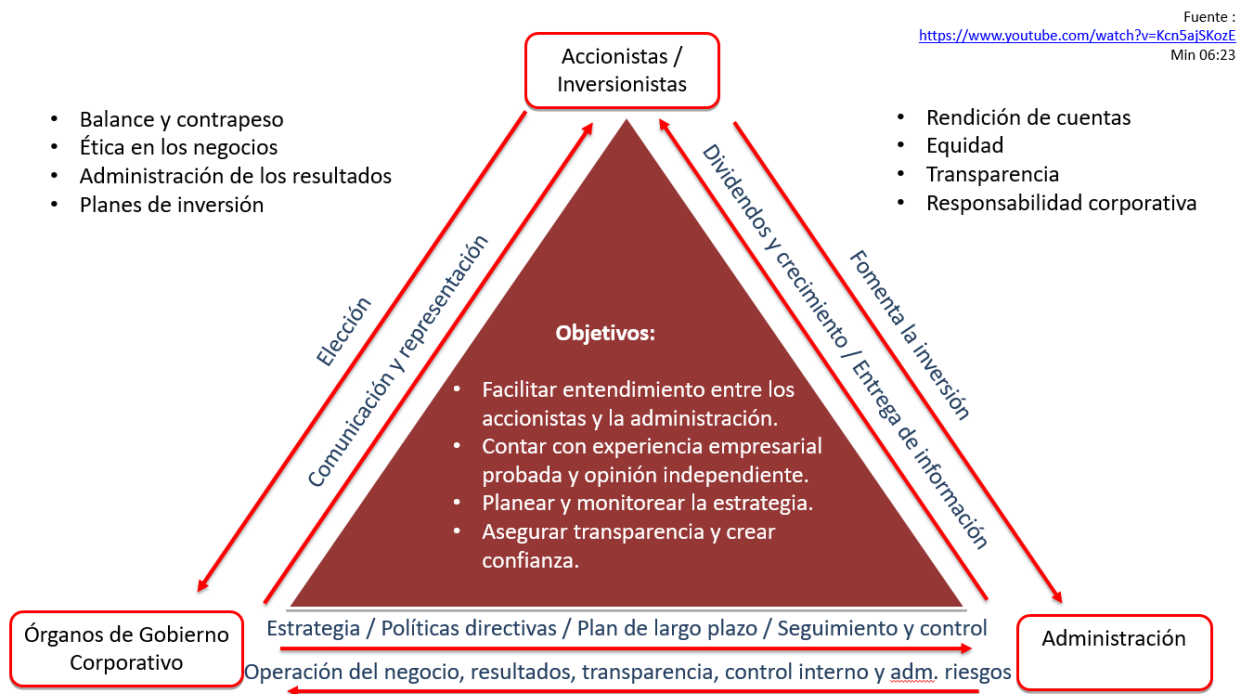 Fuente :
https://www.youtube.com/watch?v=Kcn5ajSKozE
Min 06:23
Accionistas /
Inversionistas
• Balance y contrapeso
• Ética en los negocios
• Administración de los resultados
• Planes de inversión
• Rendición de cuentas
• Equidad
• Transparencia
• Responsabilidad corporativa
Elección
Comunicación y representación
Dividendos y crecimiento / Entrega de información
Fomenta la inversión
Objetivos:
• Facilitar entendimiento entre los
accionistas y la administración.
• Contar con experiencia empresarial
probada y opinión independiente.
• Planear y monitorear la estrategia.
• Asegurar transparencia y crear
confianza.
Órganos de Gobierno
Corporativo
Estrategia / Políticas directivas / Plan de largo plazo / Seguimiento y control
Operación del negocio, resultados, transparencia, control interno y adm. riesgos
Administración